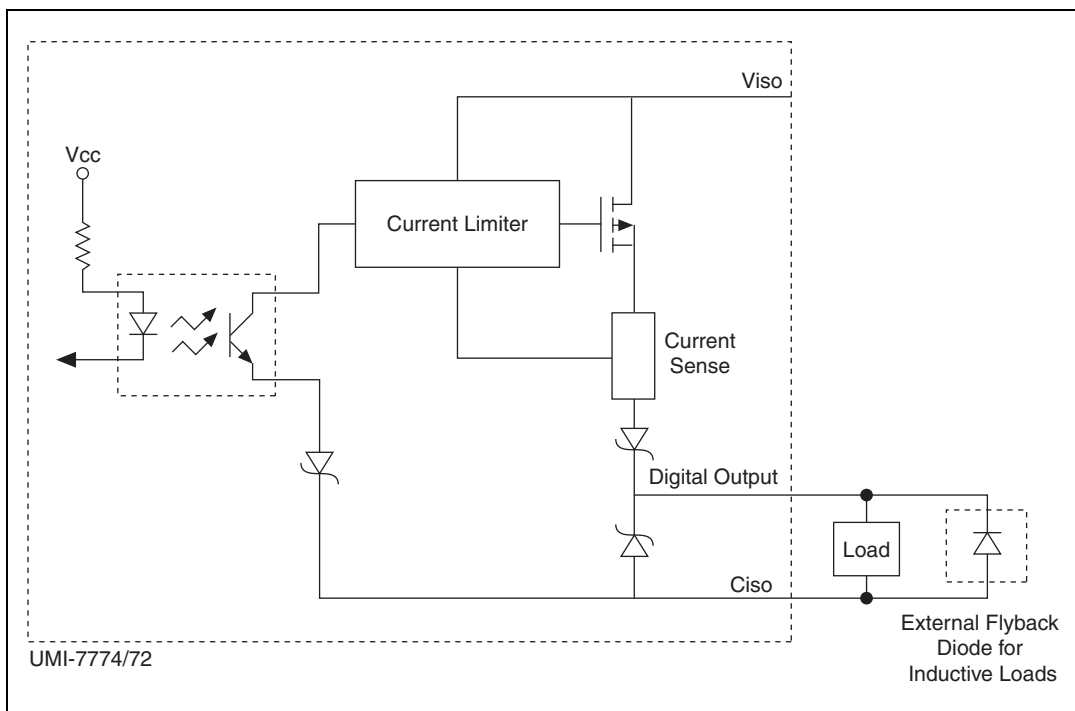 Viso
Vcc
Current Limiter
Current
Sense
Digital Output
Load
Ciso
External Flyback
Diode for
Inductive Loads
UMI-7774/72